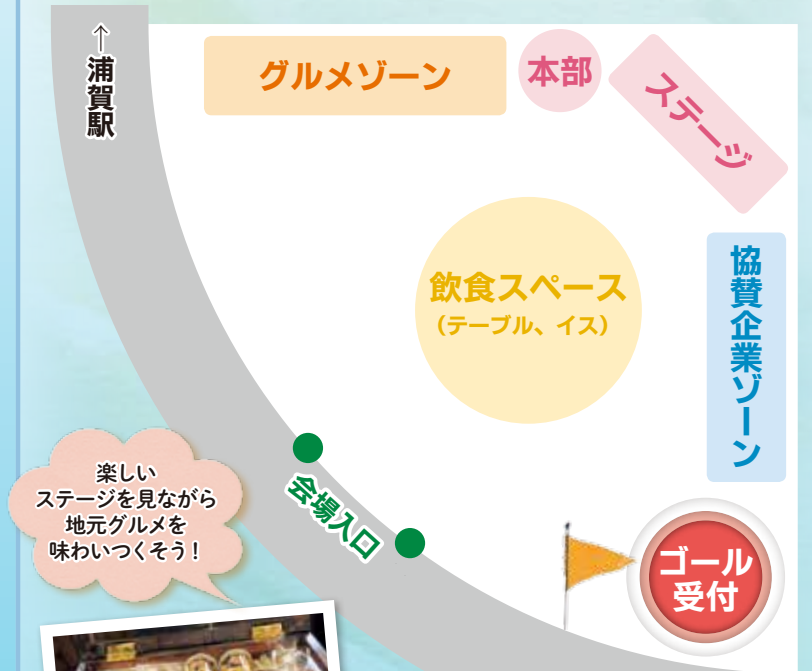 ↑浦賀駅
グルメゾーン
本部
ステージ
飲食スペース
（テーブル、イス）
協賛企業ゾーン
会場入口
ゴール
受付
楽しい
ステージを見ながら
地元グルメを
味わいつくそう！